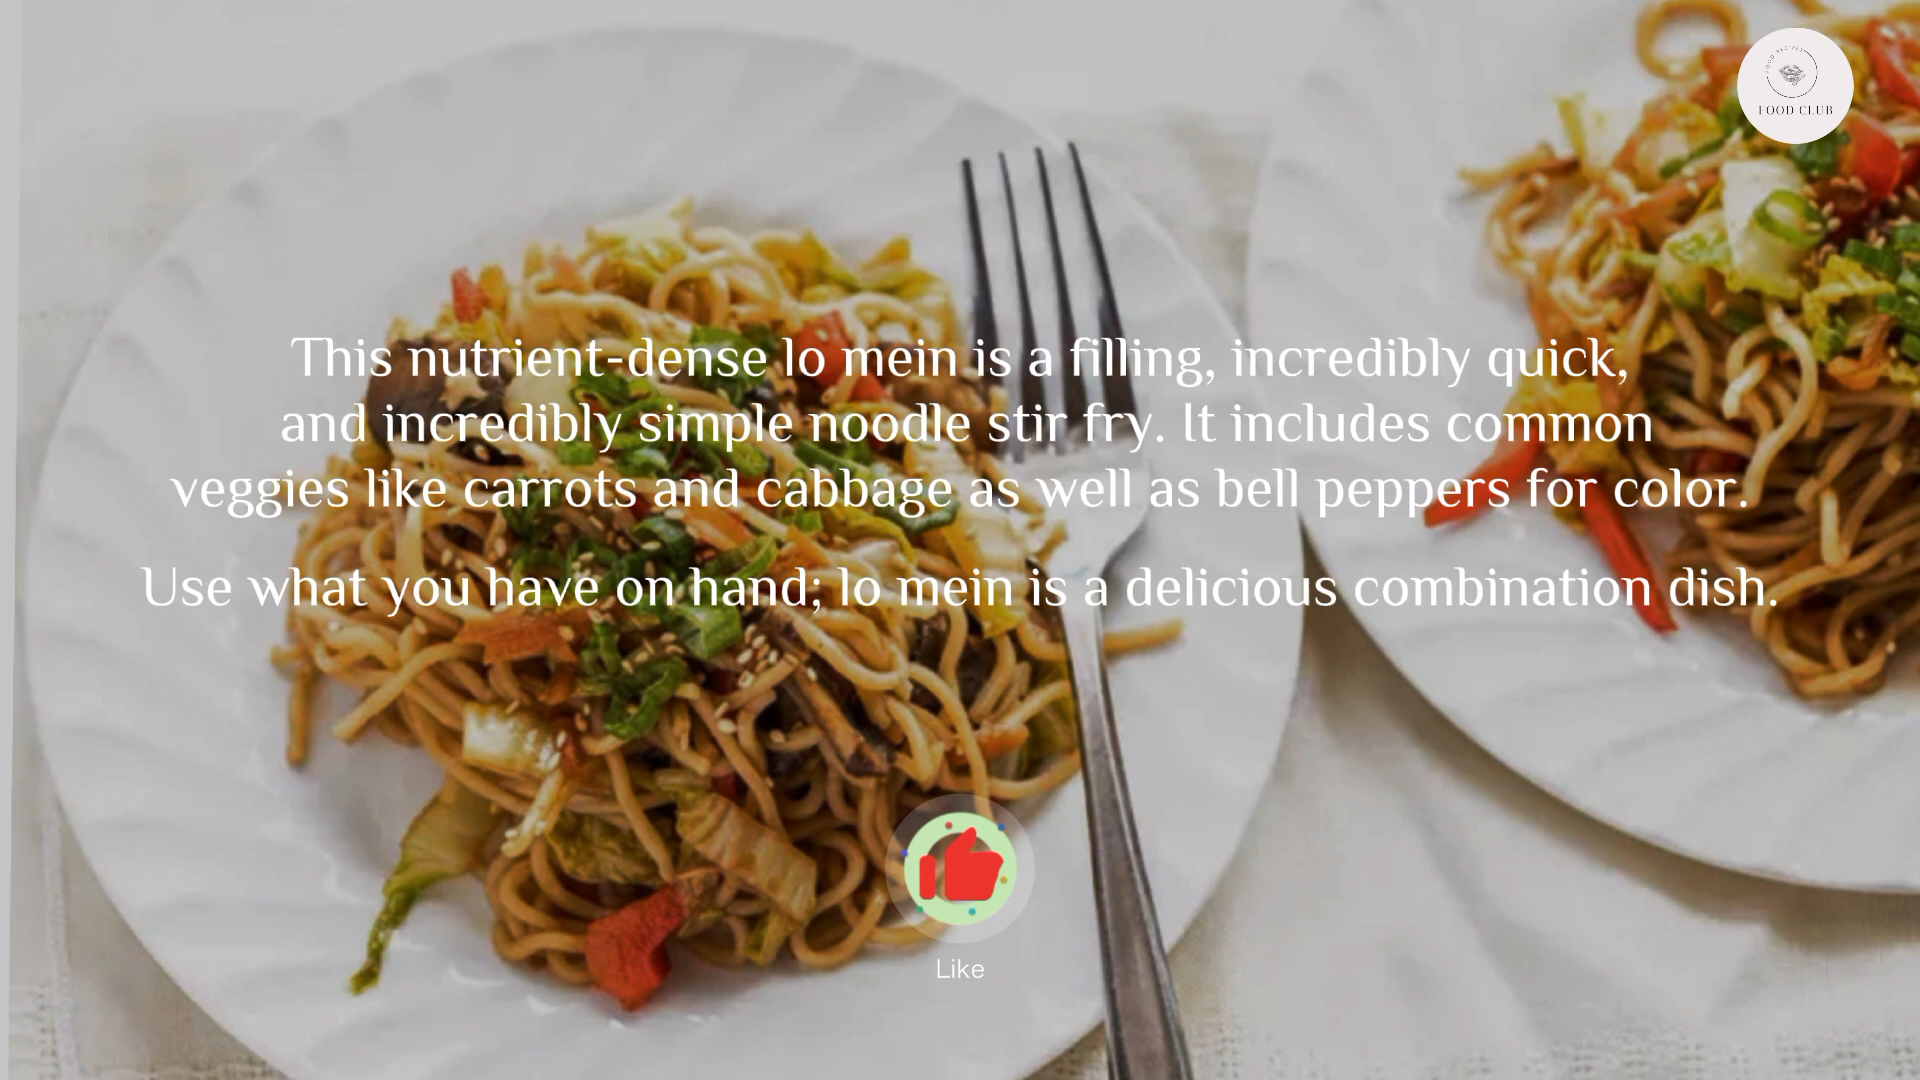 FOOD RECIPES
FOOD CLUB
This nutrient-dense lo mein is a filling, incredibly quick,
and incredibly simple noodle stir fry. It includes common
veggies like carrots and cabbage as well as bell peppers for color.
Use what you have on hand; lo mein is a delicious combination dish.
Like